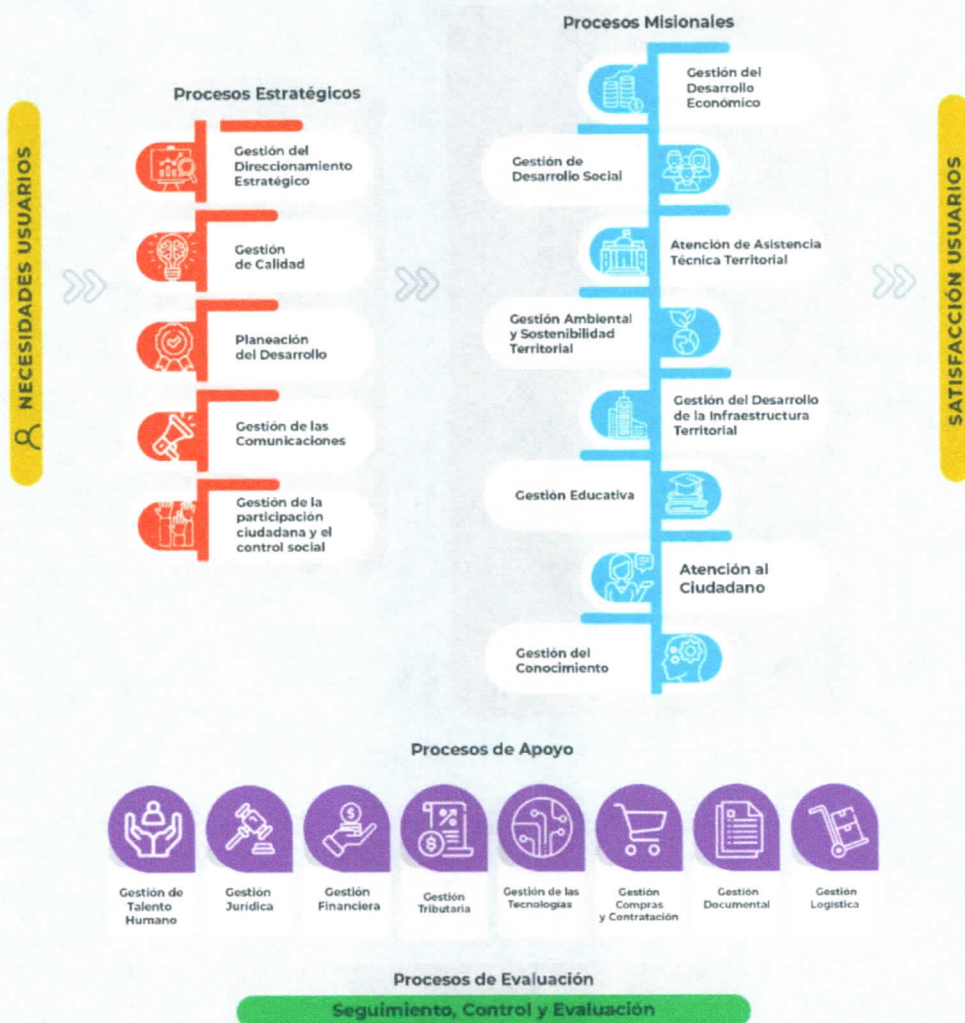 NECESIDADES USUARIOS
Procesos Estratégicos
Gestión del
Direccionamiento
Estratégico
Gestión
de Calidad
Planeación
del Desarrollo
Gestión de las
Comunicaciones
Gestión de la
participación
ciudadana y el
control social
Procesos Misionales
Gestión del
Desarrollo
Económico
Gestión de
Desarrollo Social
Atención de Asistencia
Técnica Territorial
Gestión Ambiental
y Sostenibilidad
Territorial
Gestión del Desarrollo
de la Infraestructura
Territorial
Gestión Educativa
Atención al
Ciudadano
Gestión del
Conocimiento
SATISFACCIÓN USUARIOS
Procesos de Apoyo
Gestión de
Talento
Humano
Gestión
Jurídica
Gestión
Financiera
Gestión
Tributaria
Gestión de las
Tecnologías
Gestión
Compras
y Contratación
Gestión
Documental
Gestión
Logística
Procesos de Evaluación
Seguimiento, Control y Evaluación